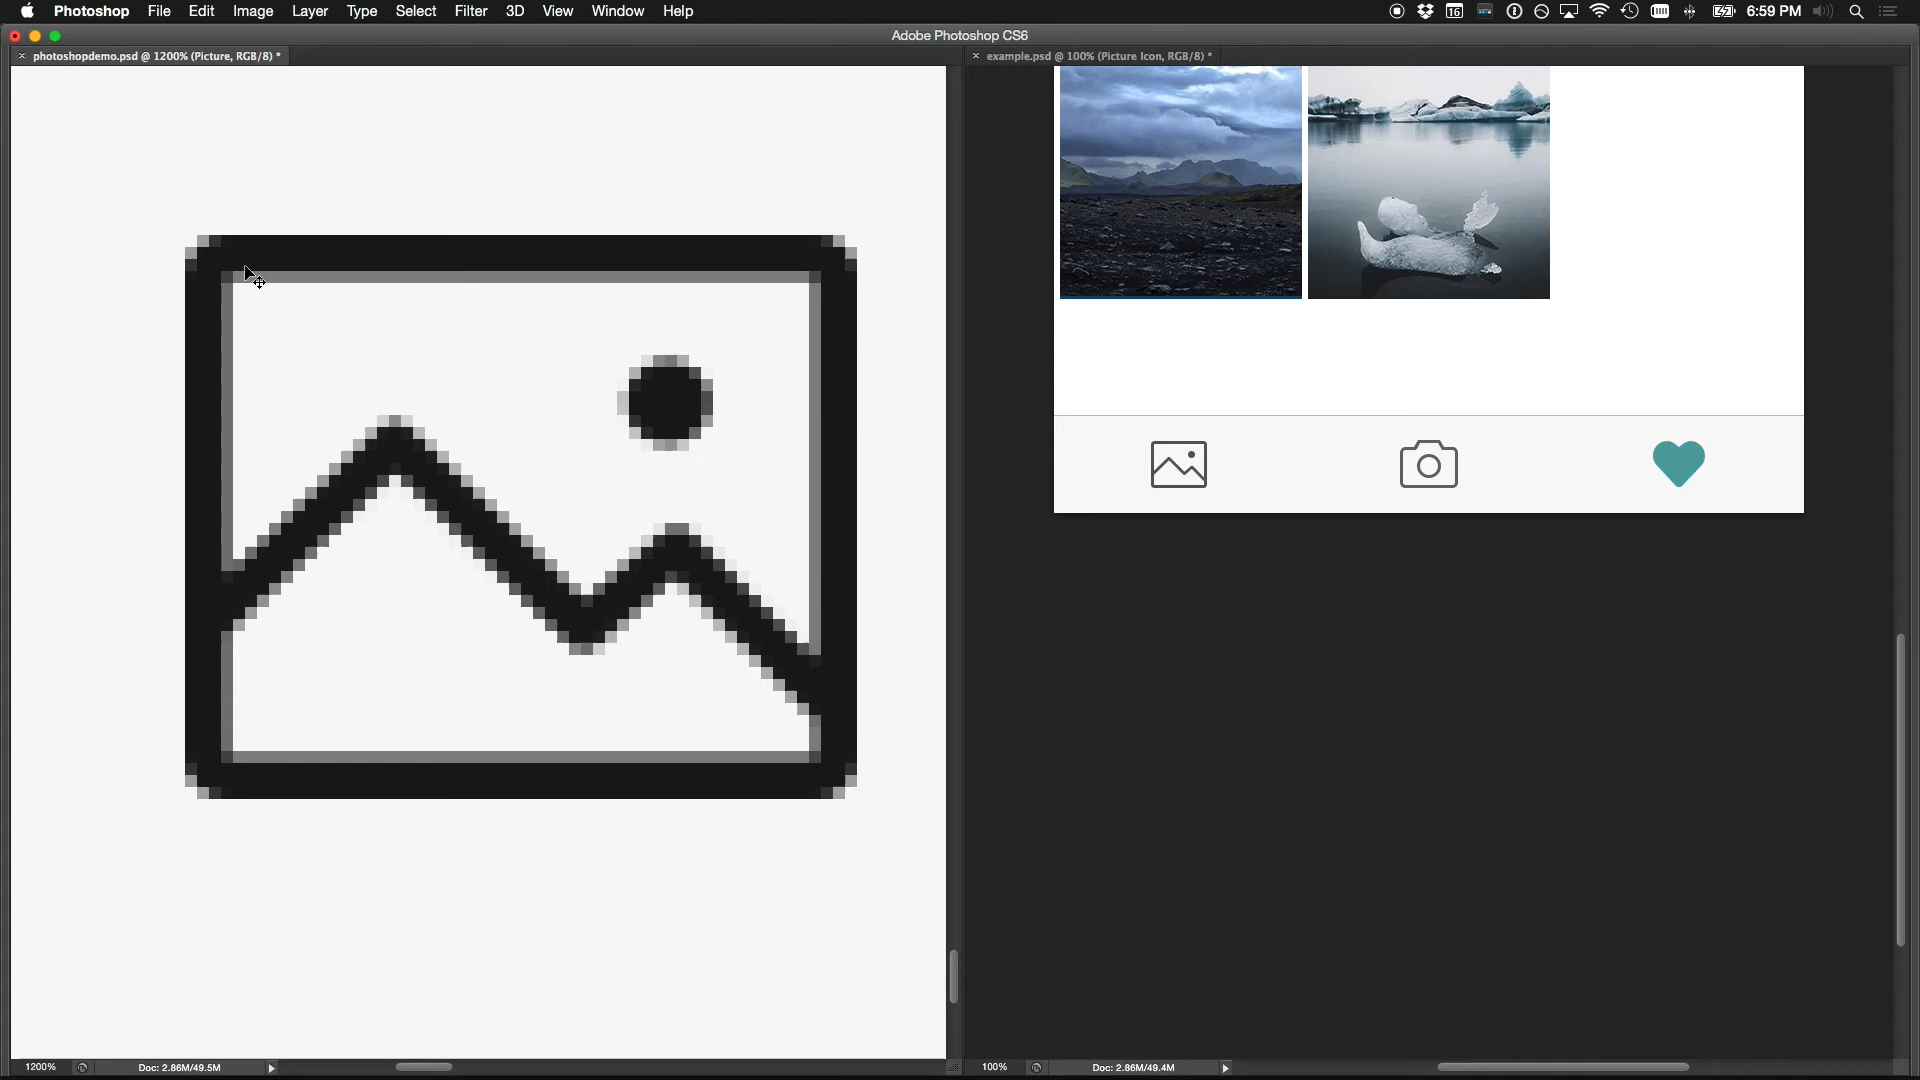 Photoshop File Edit Image Layer Type Select Filter 3D View Window Help 16 6:59 PM
Adobe Photoshop CS6
photoshopdemo.psd @ 1200% (Picture, RGB/8) *
example.psd @ 100% (Picture Icon, RGB/8) *
1200% Doc: 2.86M/49.5M
100% Doc: 2.86M/49.4M